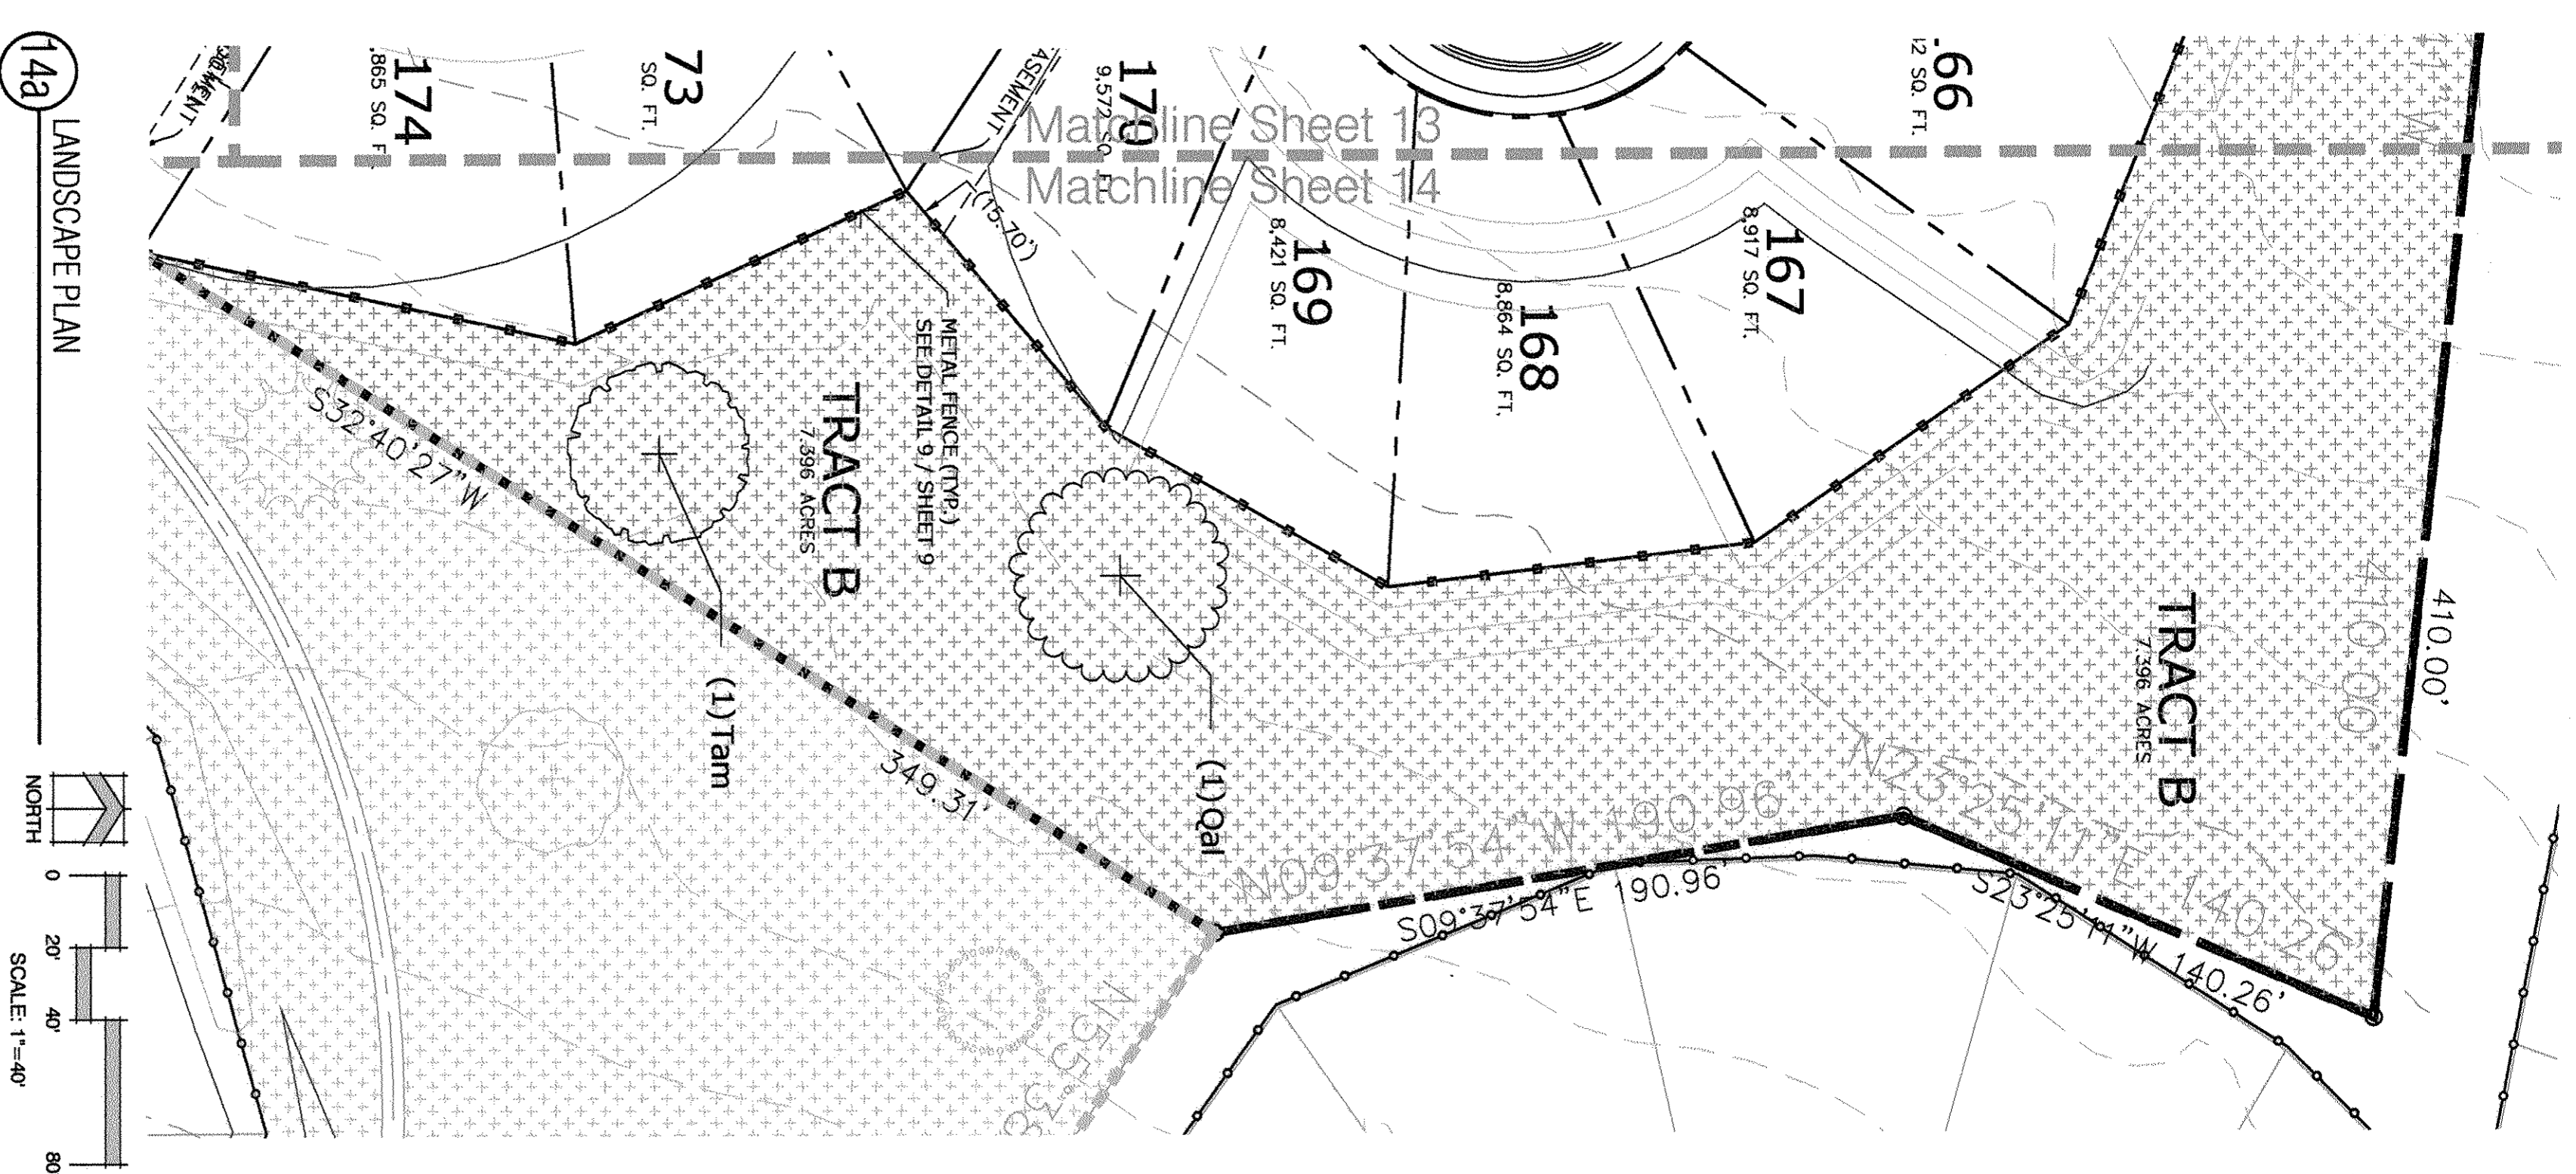 14a
LANDSCAPE PLAN
NORTH
0
20'
40'
80
SCALE: 1"=40'
174
,865 SQ. F
73
SQ. FT.
ASEMENT
170
9,572 SQ. FT
Matchline Sheet 13
Matchline Sheet 14
.66
12 SQ. FT.
(15.70')
169
8,421 SQ. FT.
168
8,864 SQ. FT.
167
8,917 SQ. FT.
METAL FENCE (TYP.)
SEE DETAIL 9 / SHEET 9
TRACT B
7.396 ACRES
TRACT B
7.396 ACRES
410.00'
410.00'
S32°40'27"W
349.31'
(1)Tam
(1)Qal
N09°37'54"W 190.96'
S09°37'54"E 190.96'
N23°25'11"E 140.26'
S23°25'11"W 140.26'
N55°33